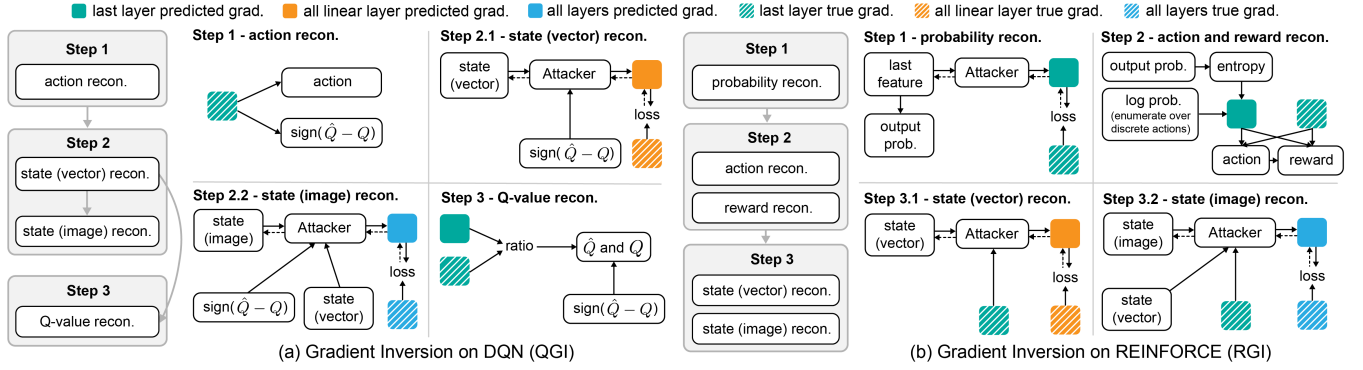 last layer predicted grad.
all linear layer predicted grad.
all layers predicted grad.
last layer true grad.
all linear layer true grad.
all layers true grad.
Step 1
action recon.
Step 2
state (vector) recon.
state (image) recon.
Step 3
Q-value recon.
Step 1 - action recon.
action
sign(Q̂ − Q)
Step 2.1 - state (vector) recon.
state
(vector)
Attacker
loss
sign(Q̂ − Q)
Step 2.2 - state (image) recon.
state
(image)
Attacker
loss
sign(Q̂ − Q)
state
(vector)
Step 3 - Q-value recon.
ratio
Q̂ and Q
sign(Q̂ − Q)
(a) Gradient Inversion on DQN (QGI)
Step 1
probability recon.
Step 2
action recon.
reward recon.
Step 3
state (vector) recon.
state (image) recon.
Step 1 - probability recon.
last
feature
Attacker
loss
output
prob.
Step 2 - action and reward recon.
output prob.
entropy
log prob.
(enumerate over
discrete actions)
action
reward
Step 3.1 - state (vector) recon.
state
(vector)
Attacker
loss
Step 3.2 - state (image) recon.
state
(image)
Attacker
loss
state
(vector)
(b) Gradient Inversion on REINFORCE (RGI)